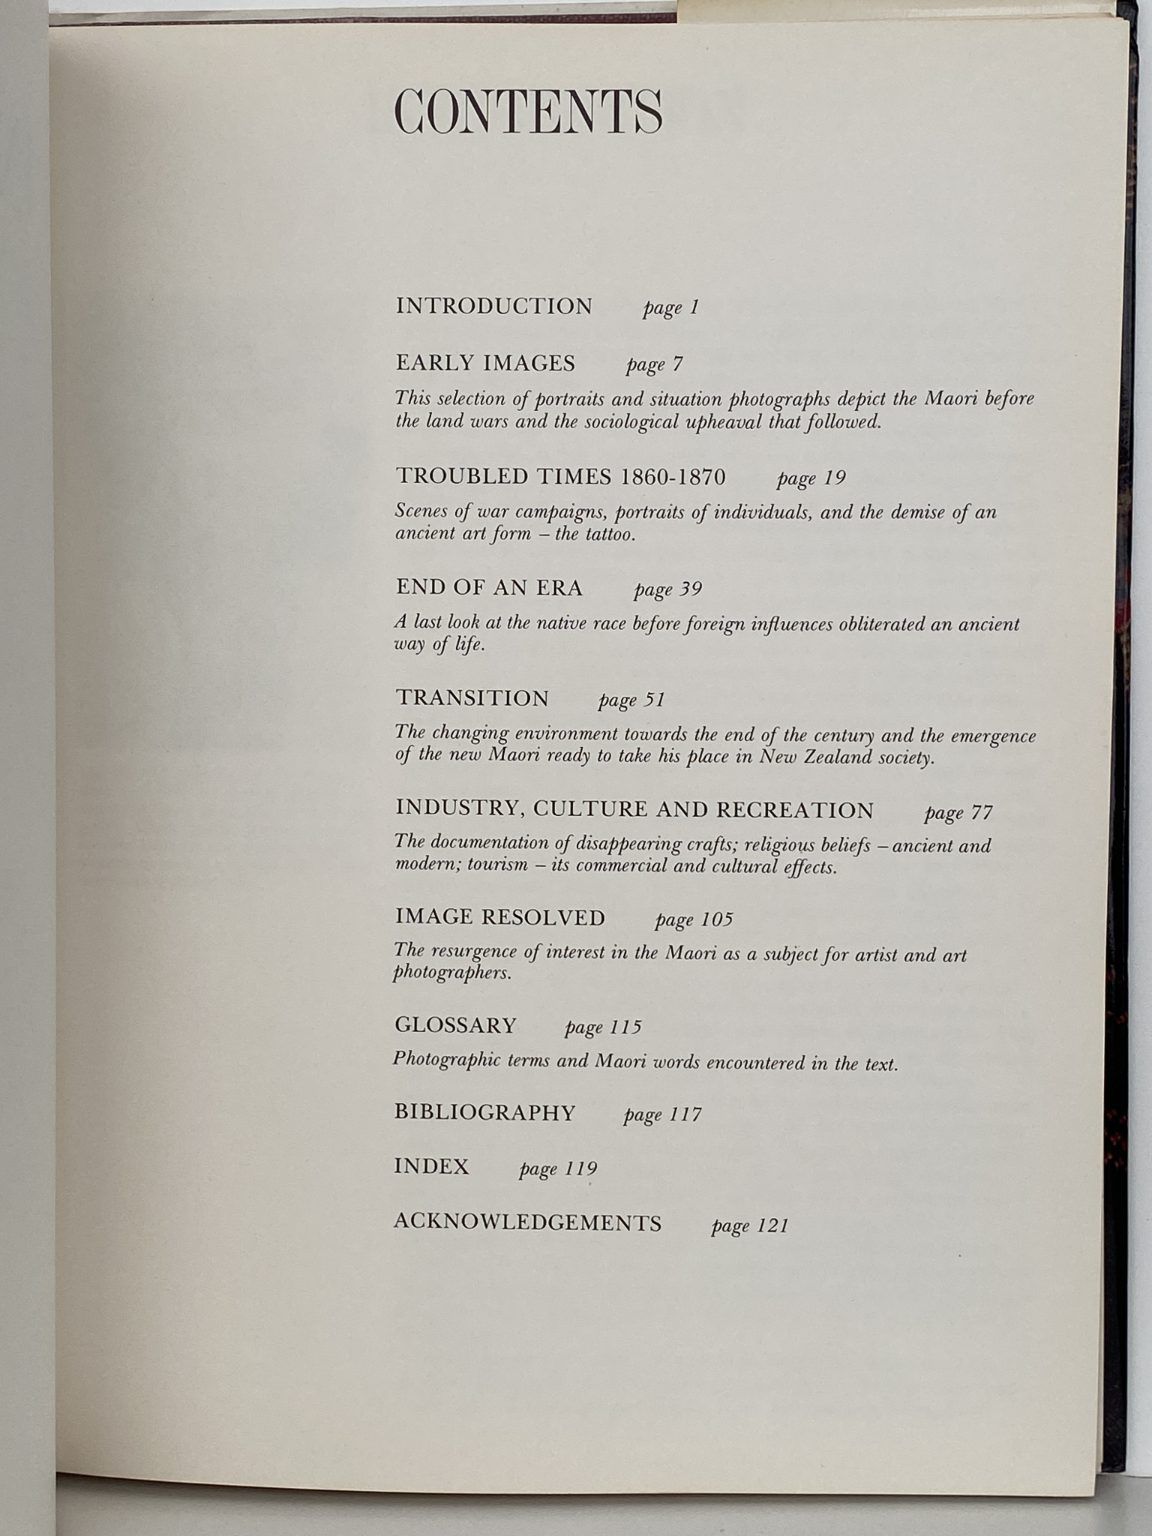 CONTENTS
INTRODUCTION page 1
EARLY IMAGES page 7
This selection of portraits and situation photographs depict the Maori before
the land wars and the sociological upheaval that followed.
TROUBLED TIMES 1860-1870 page 19
Scenes of war campaigns, portraits of individuals, and the demise of an
ancient art form – the tattoo.
END OF AN ERA page 39
A last look at the native race before foreign influences obliterated an ancient
way of life.
TRANSITION page 51
The changing environment towards the end of the century and the emergence
of the new Maori ready to take his place in New Zealand society.
INDUSTRY, CULTURE AND RECREATION page 77
The documentation of disappearing crafts; religious beliefs – ancient and
modern; tourism – its commercial and cultural effects.
IMAGE RESOLVED page 105
The resurgence of interest in the Maori as a subject for artist and art
photographers.
GLOSSARY page 115
Photographic terms and Maori words encountered in the text.
BIBLIOGRAPHY page 117
INDEX page 119
ACKNOWLEDGEMENTS page 121